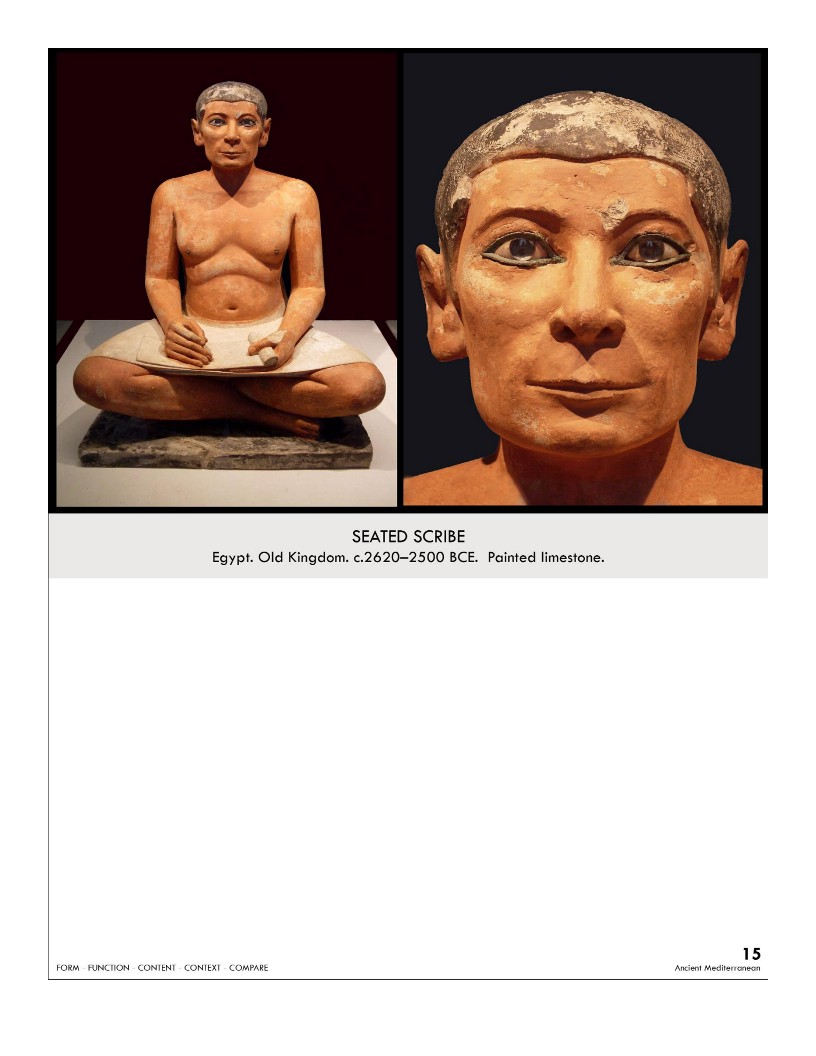 SEATED SCRIBE
Egypt. Old Kingdom. c.2620–2500 BCE.  Painted limestone.
15
FORM · FUNCTION · CONTENT · CONTEXT · COMPARE
Ancient Mediterranean